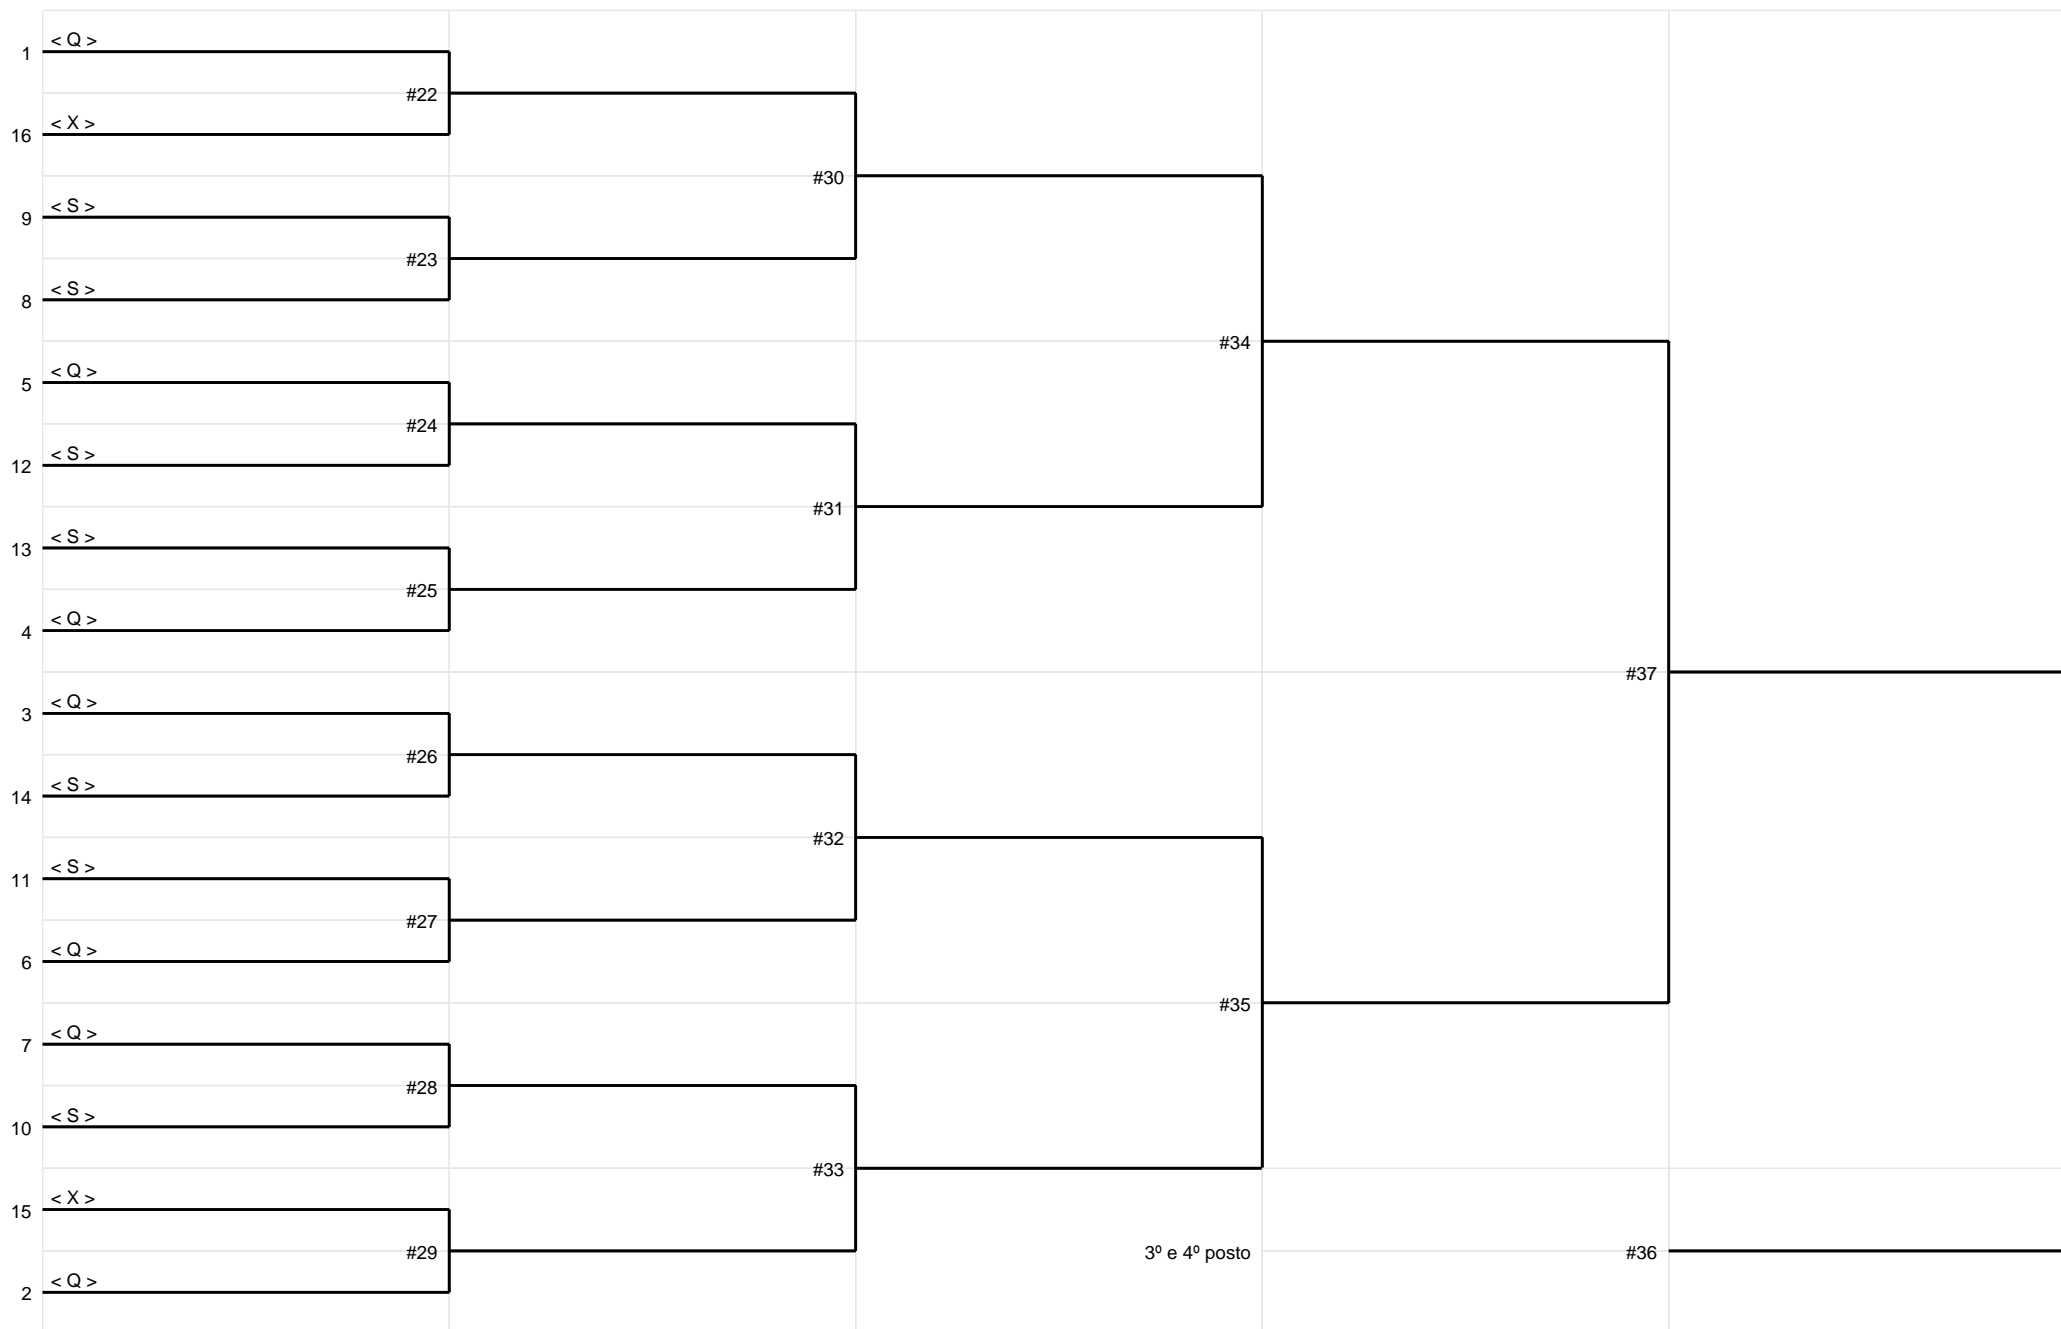 < Q >
1
#22
< X >
16
#30
< S >
9
#23
< S >
8
#34
< Q >
5
#24
< S >
12
#31
< S >
13
#25
< Q >
4
#37
< Q >
3
#26
< S >
14
#32
< S >
11
#27
< Q >
6
#35
< Q >
7
#28
< S >
10
#33
< X >
15
#29
3º e 4º posto
#36
< Q >
2